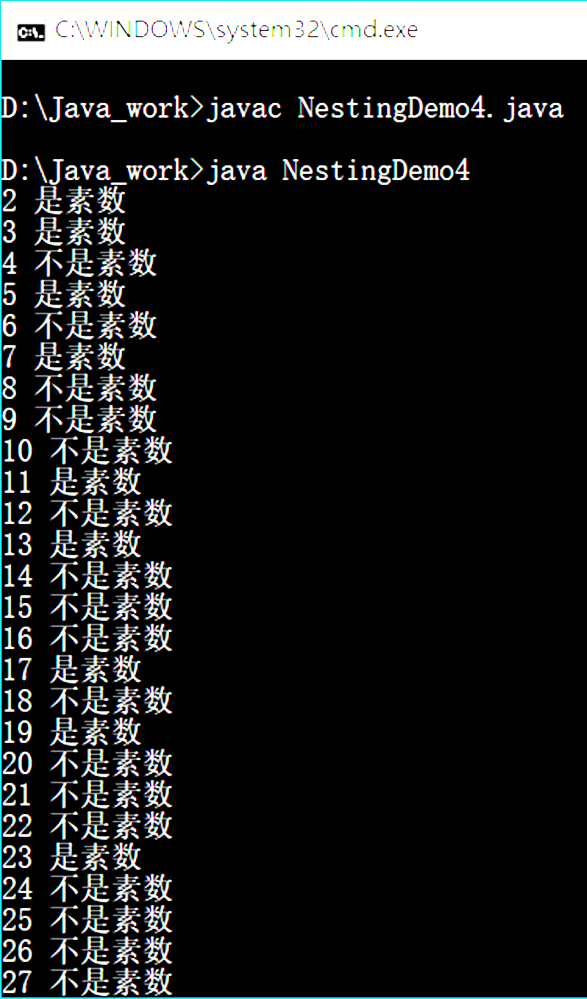 C:\WINDOWS\system32\cmd.exe
D:\Java_work>javac NestingDemo4.java
D:\Java_work>java NestingDemo4
2 是素数
3 是素数
4 不是素数
5 是素数
6 不是素数
7 是素数
8 不是素数
9 不是素数
10 不是素数
11 是素数
12 不是素数
13 是素数
14 不是素数
15 不是素数
16 不是素数
17 是素数
18 不是素数
19 是素数
20 不是素数
21 不是素数
22 不是素数
23 是素数
24 不是素数
25 不是素数
26 不是素数
27 不是素数